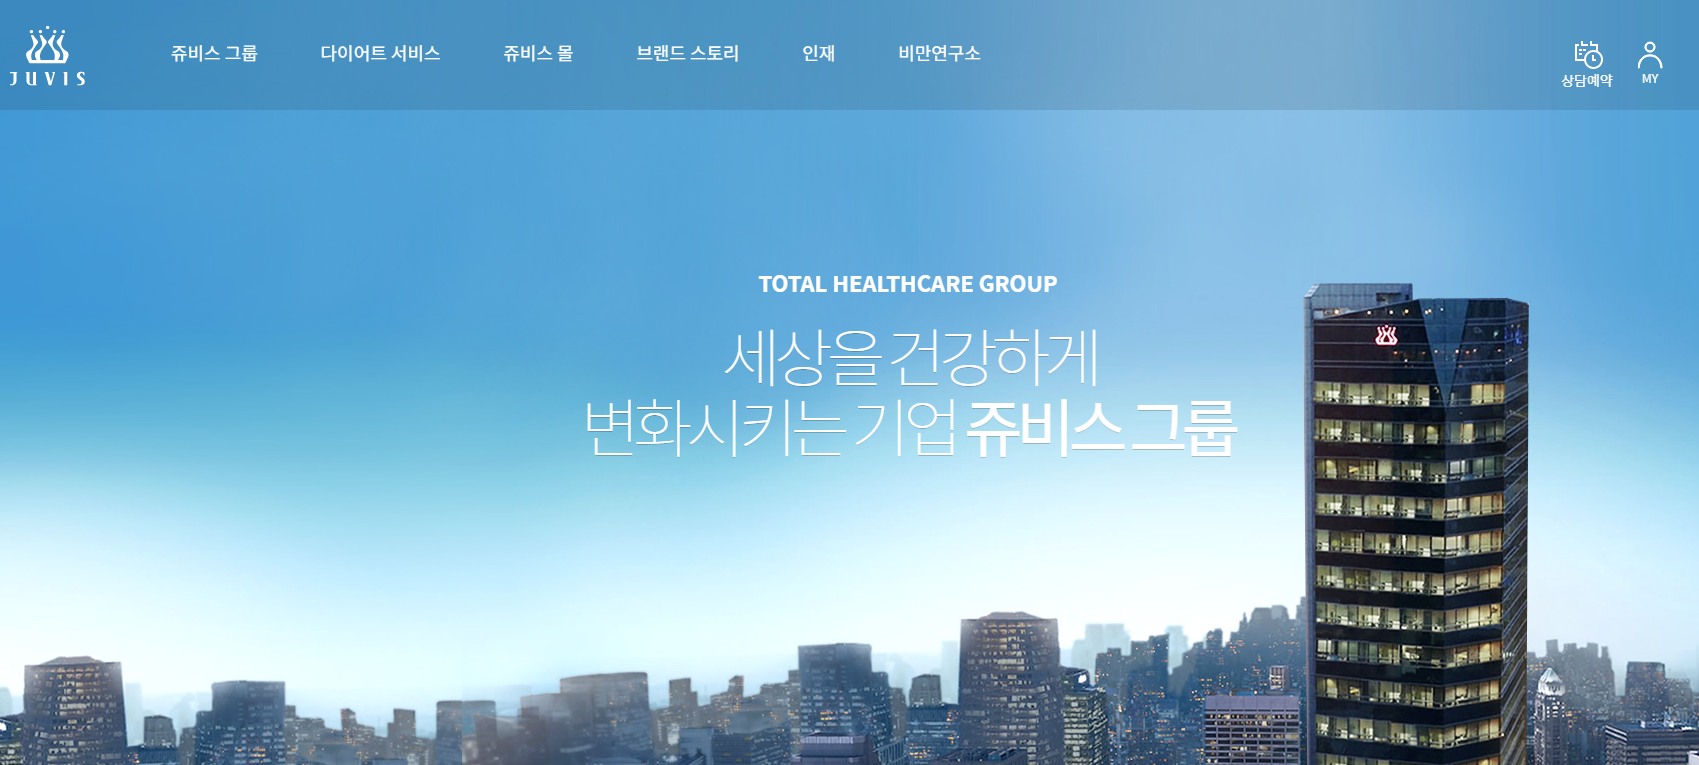 JUVIS
쥬비스 그룹
다이어트 서비스
쥬비스 몰
브랜드 스토리
인재
비만연구소
상담예약
MY
TOTAL HEALTHCARE GROUP
세상을 건강하게
변화시키는 기업 쥬비스 그룹